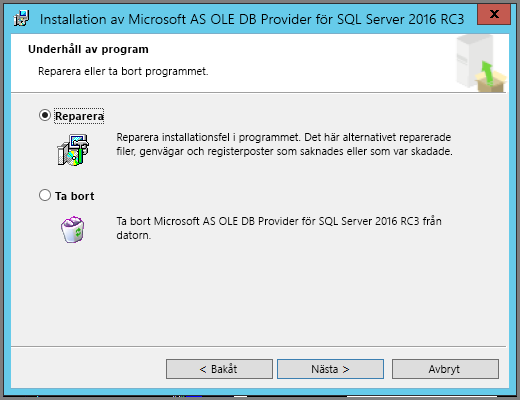 Installation av Microsoft AS OLE DB Provider för SQL Server 2016 RC3
x
Underhåll av program
Reparera eller ta bort programmet.
Reparera
Reparera installationsfel i programmet. Det här alternativet reparerade
filer, genvägar och registerposter som saknades eller som var skadade.
Ta bort
Ta bort Microsoft AS OLE DB Provider för SQL Server 2016 RC3 från
datorn.
< Bakåt
Nästa >
Avbryt